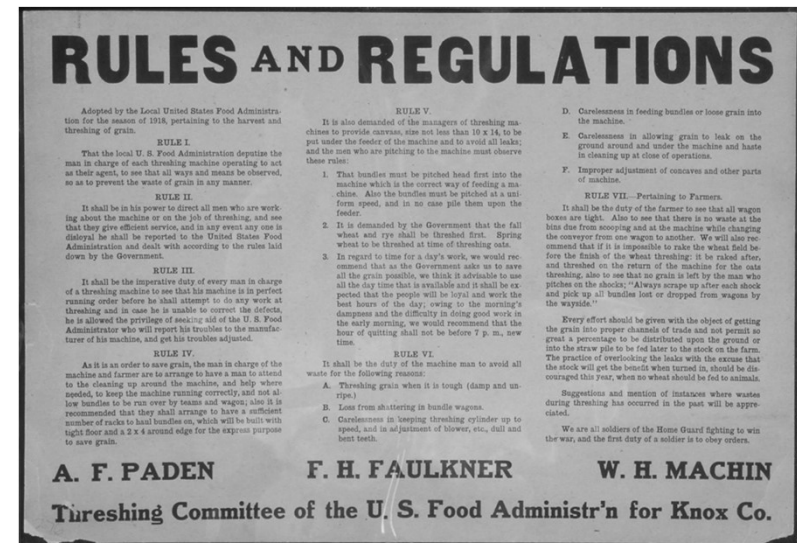 RULES AND REGULATIONS
Adopted by the Local United States Food Administra-
tion for the season of 1918, pertaining to the harvest and
threshing of grain.
RULE I.
That the local U. S. Food Administration deputize the
man in charge of each threshing machine operating to act
as their agent, to see that all ways and means be observed,
so as to prevent the waste of grain in any manner.
RULE II.
It shall be in his power to direct all men who are work-
ing about the machine or on the job of threshing, and see
that they give efficient service, and in any event any one is
disloyal he shall be reported to the United States Food
Administration and dealt with according to the rules laid
down by the Government.
RULE III.
It shall be the imperative duty of every man in charge
of a threshing machine to see that his machine is in perfect
running order before he shall attempt to do any work at
threshing and in case he is unable to correct the defects,
he is allowed the privilege of seeking aid of the U. S. Food
Administrator who will report his troubles to the manufac-
turer of his machine, and get his troubles adjusted.
RULE IV.
As it is an order to save grain, the man in charge of the
machine and farmer are to arrange to have a man to attend
to the cleaning up around the machine, and help where
needed, to keep the machine running correctly, and not al-
low bundles to be run over by teams and wagon; also it is
recommended that they shall arrange to have a sufficient
number of racks to haul bundles on, which will be built with
tight floor and a 2 x 4 around edge for the express purpose
to save grain.
RULE V.
It is also demanded of the managers of threshing ma-
chines to provide canvass, size not less than 10 x 14, to be
put under the feeder of the machine and to avoid all leaks;
and the men who are pitching to the machine must observe
these rules:
1. That bundles must be pitched head first into the
machine which is the correct way of feeding a ma-
chine. Also the bundles must be pitched at a uni-
form speed, and in no case pile them upon the
feeder.
2. It is demanded by the Government that the fall
wheat and rye shall be threshed first. Spring
wheat to be threshed at time of threshing oats.
3. In regard to time for a day's work, we would rec-
ommend that as the Government asks us to save
all the grain possible, we think it advisable to use
all the day time that is available and it shall be ex-
pected that the people will be loyal and work the
best hours of the day; owing to the morning's
dampness and the difficulty in doing good work in
the early morning, we would recommend that the
hour of quitting shall not be before 7 p. m., new
time.
RULE VI.
It shall be the duty of the machine man to avoid all
waste for the following reasons:
A. Threshing grain when it is tough (damp and un-
ripe.)
B. Loss from shattering in bundle wagons.
C. Carelessness in keeping threshing cylinder up to
speed, and in adjustment of blower, etc., dull and
bent teeth.
D. Carelessness in feeding bundles or loose grain into
the machine.
E. Carelessness in allowing grain to leak on the
ground around and under the machine and haste
in cleaning up at close of operations.
F. Improper adjustment of concaves and other parts
of machine.
RULE VII.—Pertaining to Farmers.
It shall be the duty of the farmer to see that all wagon
boxes are tight. Also to see that there is no waste at the
bins due from scooping and at the machine while changing
the conveyor from one wagon to another. We will also rec-
ommend that if it is impossible to rake the wheat field be-
fore the finish of the wheat threshing: it be raked after,
and threshed on the return of the machine for the oats
threshing, also to see that no grain is left by the man who
pitches on the shocks; "Always scrape up after each shock
and pick up all bundles lost or dropped from wagons by
the wayside."
Every effort should be given with the object of getting
the grain into proper channels of trade and not permit so
great a percentage to be distributed upon the ground or
into the straw pile to be fed later to the stock on the farm.
The practice of overlooking the leaks with the excuse that
the stock will get the benefit when turned in, should be dis-
couraged this year, when no wheat should be fed to animals.
Suggestions and mention of instances where wastes
during threshing has occurred in the past will be appre-
ciated.
We are all soldiers of the Home Guard fighting to win
the war, and the first duty of a soldier is to obey orders.
A. F. PADEN F. H. FAULKNER W. H. MACHIN
Threshing Committee of the U. S. Food Administr'n for Knox Co.